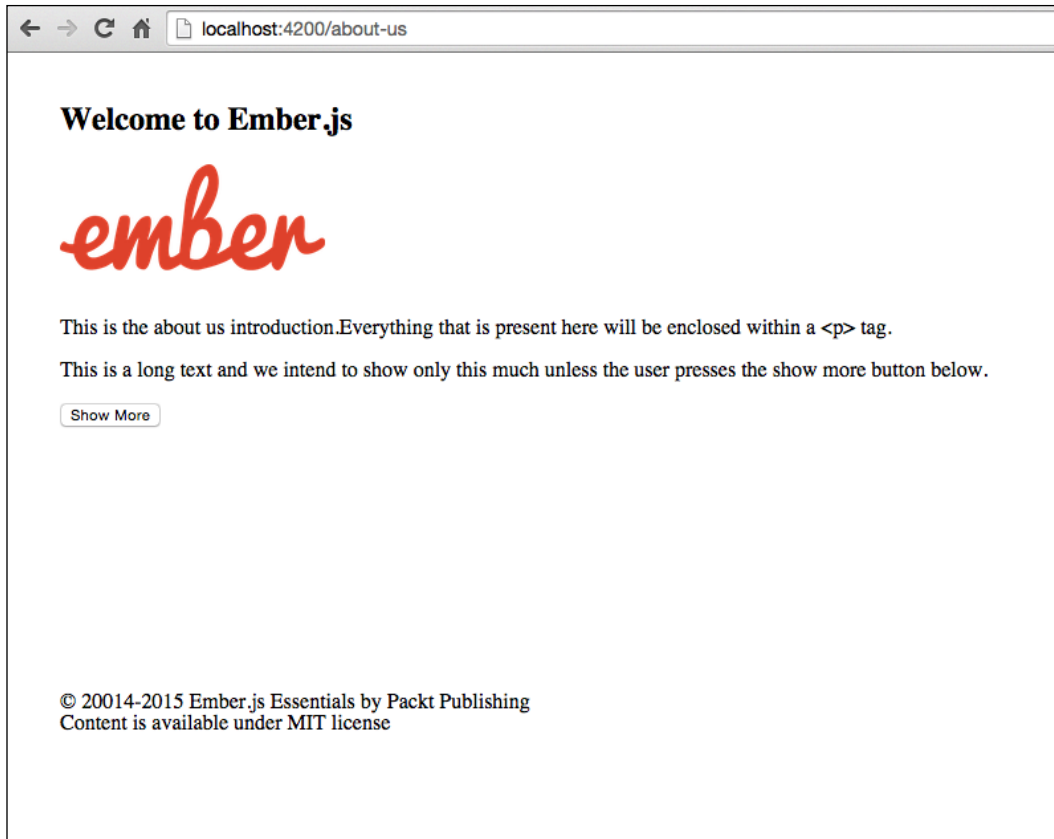 localhost:4200/about-us
Welcome to Ember.js
ember
This is the about us introduction.Everything that is present here will be enclosed within a <p> tag.
This is a long text and we intend to show only this much unless the user presses the show more button below.
Show More
© 20014-2015 Ember.js Essentials by Packt Publishing
Content is available under MIT license